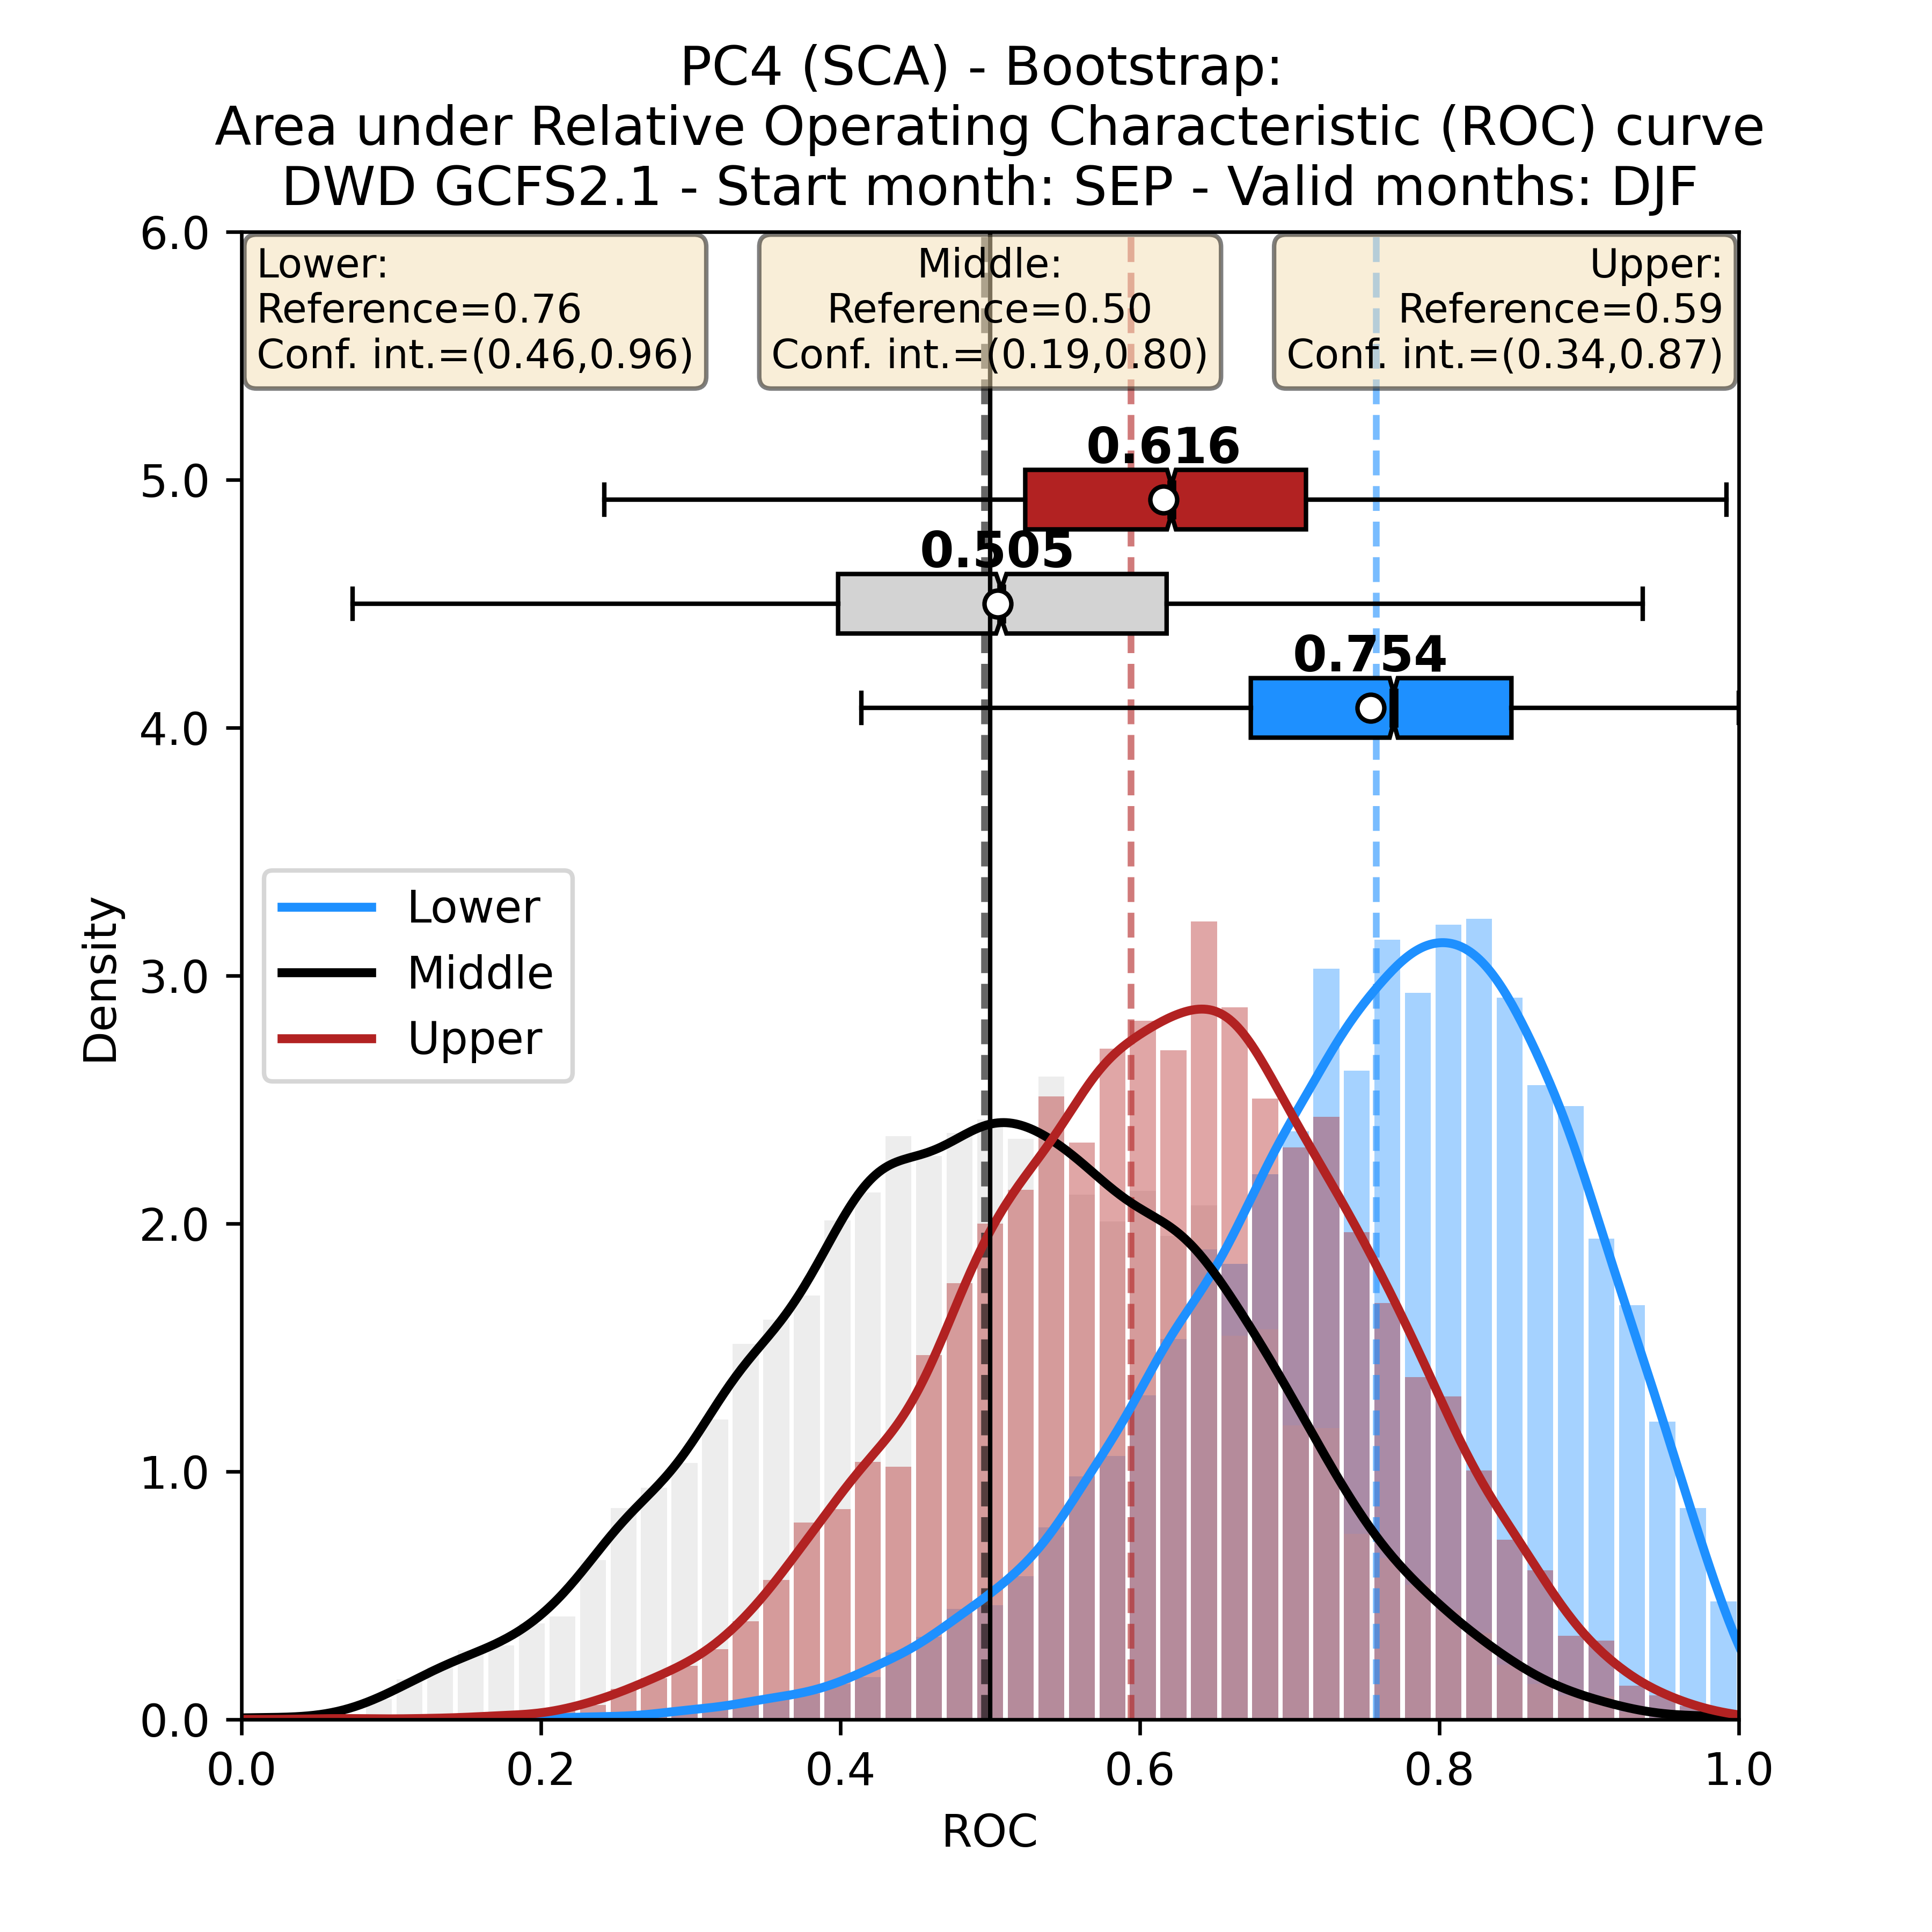 PC4 (SCA) - Bootstrap:
Area under Relative Operating Characteristic (ROC) curve
DWD GCFS2.1 - Start month: SEP - Valid months: DJF
6.0
Lower:
Reference=0.76
Conf. int.=(0.46,0.96)
Middle:
Reference=0.50
Conf. int.=(0.19,0.80)
Upper:
Reference=0.59
Conf. int.=(0.34,0.87)
0.616
5.0
0.505
0.754
4.0
Lower
Middle
Upper
Density
3.0
2.0
1.0
0.0
0.0
0.2
0.4
0.6
0.8
1.0
ROC